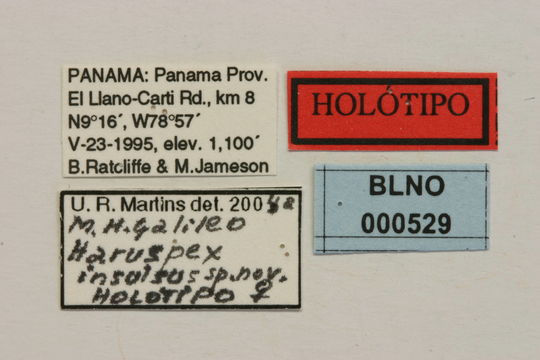 PANAMA: Panama Prov.
El Llano-Carti Rd., km 8
N9°16´, W78°57´
V-23-1995, elev. 1,100´
B.Ratcliffe & M.Jameson
HOLÓTIPO
BLNO
000529
U. R. Martins det. 200
M. H. Galileo
Haruspex
insulsus sp. nov.
HOLOTIPO ♀